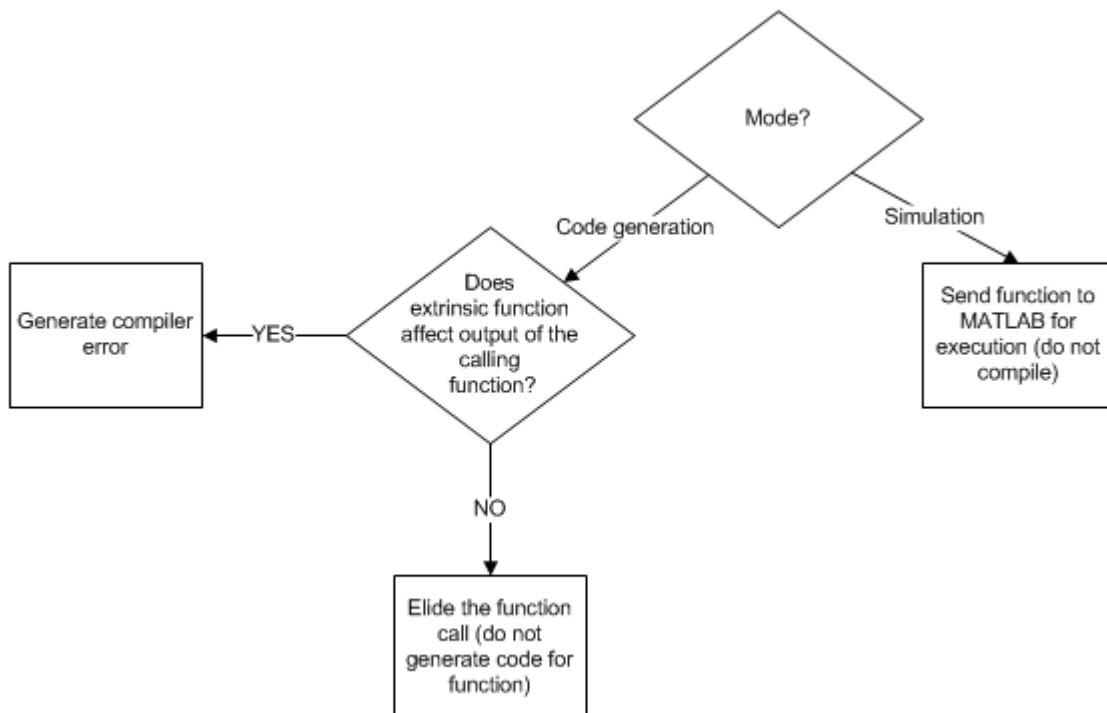 Mode?
Code generation
Simulation
Does
extrinsic function
affect output of the
calling
function?
YES
Generate compiler
error
Send function to
MATLAB for
execution (do not
compile)
NO
Elide the function
call (do not
generate code for
function)